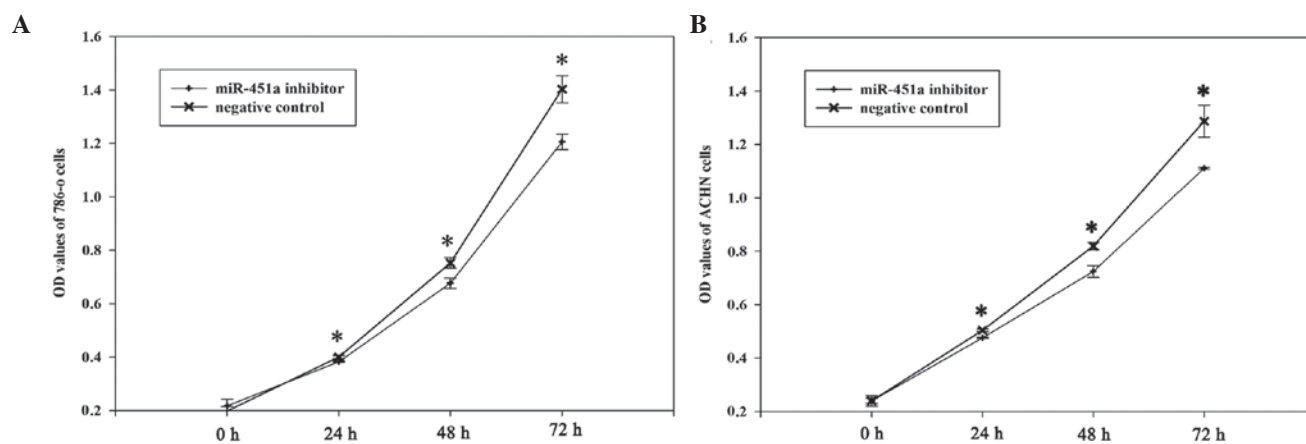 A
OD values of 786-o cells
1.6
1.4
1.2
1.0
0.8
0.6
0.4
0.2
miR-451a inhibitor
negative control
*
*
*
0 h
24 h
48 h
72 h
B
OD values of ACHN cells
1.6
1.4
1.2
1.0
0.8
0.6
0.4
0.2
miR-451a inhibitor
negative control
*
*
*
0 h
24 h
48 h
72 h